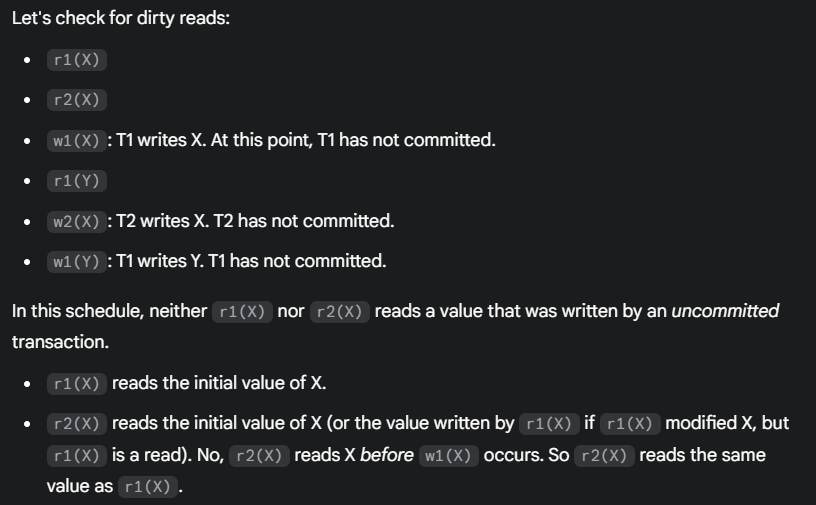 Let's check for dirty reads:
• r1(X)
• r2(X)
• w1(X) : T1 writes X. At this point, T1 has not committed.
• r1(Y)
• w2(X) : T2 writes X. T2 has not committed.
• w1(Y) : T1 writes Y. T1 has not committed.
In this schedule, neither r1(X) nor r2(X) reads a value that was written by an uncommitted
transaction.
• r1(X) reads the initial value of X.
• r2(X) reads the initial value of X (or the value written by r1(X) if r1(X) modified X, but
r1(X) is a read). No, r2(X) reads X before w1(X) occurs. So r2(X) reads the same
value as r1(X) .